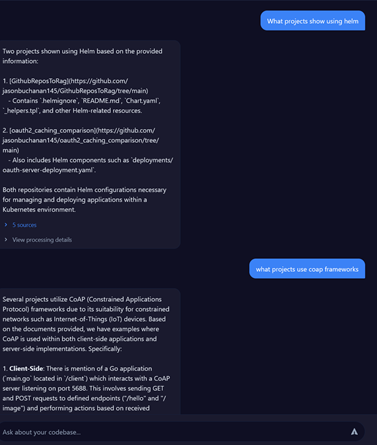 What projects show using helm
Two projects shown using Helm based on the provided
information:
1. [GithubReposToRag](https://github.com/
jasonbuchanan145/GithubReposToRag/tree/main)
- Contains `.helmignore`, `README.md`, `Chart.yaml`,
`_helpers.tpl`, and other Helm-related resources.
2. [oauth2_caching_comparison](https://github.com/
jasonbuchanan145/oauth2_caching_comparison/tree/
main)
- Also includes Helm components such as `deployments/
oauth-server-deployment.yaml`.
Both repositories contain Helm configurations necessary
for managing and deploying applications within a
Kubernetes environment.
> 5 sources
> View processing details
what projects use coap frameworks
Several projects utilize CoAP (Constrained Applications
Protocol) frameworks due to its suitability for constrained
networks such as Internet-of-Things (IoT) devices. Based
on the documents provided, we have examples where
CoAP is used within both client-side applications and
server-side implementations. Specifically:
1. Client-Side: There is mention of a Go application
(`main.go` located in `/client`) which interacts with a CoAP
server listening on port 5688. This involves sending GET
and POST requests to defined endpoints ("/hello" and "/
image") and performing actions based on received
Ask about your codebase...